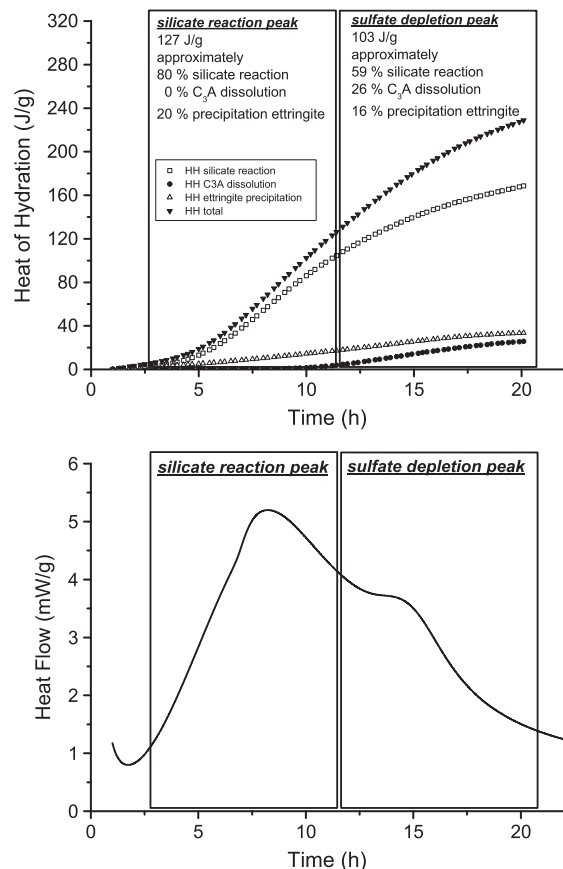 silicate reaction peak
127 J/g
approximately
80 % silicate reaction
0 % C₃A dissolution
20 % precipitation ettringite
sulfate depletion peak
103 J/g
approximately
59 % silicate reaction
26 % C₃A dissolution
16 % precipitation ettringite
HH silicate reaction
HH C3A dissolution
HH ettringite precipitation
HH total
Heat of Hydration (J/g)
320
280
240
200
160
120
80
40
0
0
5
10
15
20
Time (h)
silicate reaction peak
sulfate depletion peak
Heat Flow (mW/g)
6
5
4
3
2
1
0
0
5
10
15
20
Time (h)